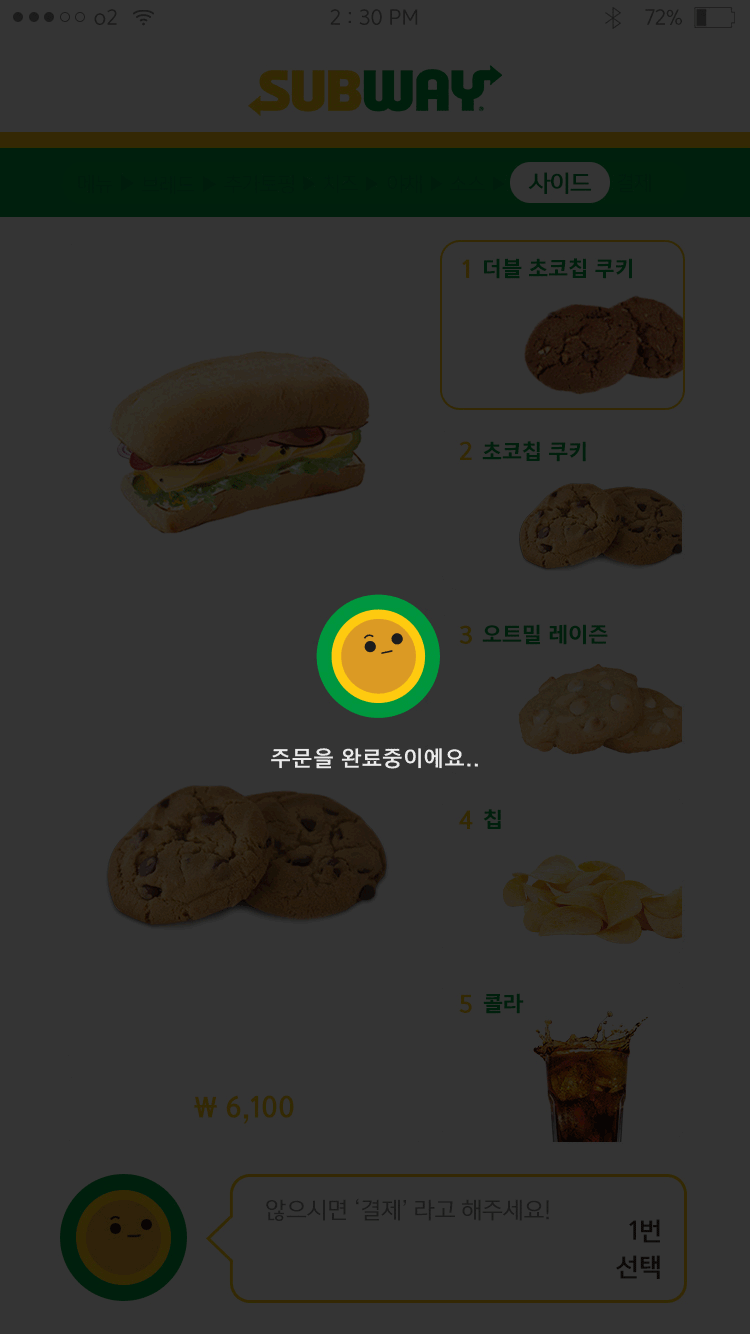 o2
2 : 30 PM
72%
SUBWAY
사이드
1 더블 초코칩 쿠키
2 초코칩 쿠키
3 오트밀 레이즌
주문을 완료중이에요..
4 칩
5 콜라
₩ 6,100
않으시면 ‘결제’ 라고 해주세요!
1번
선택